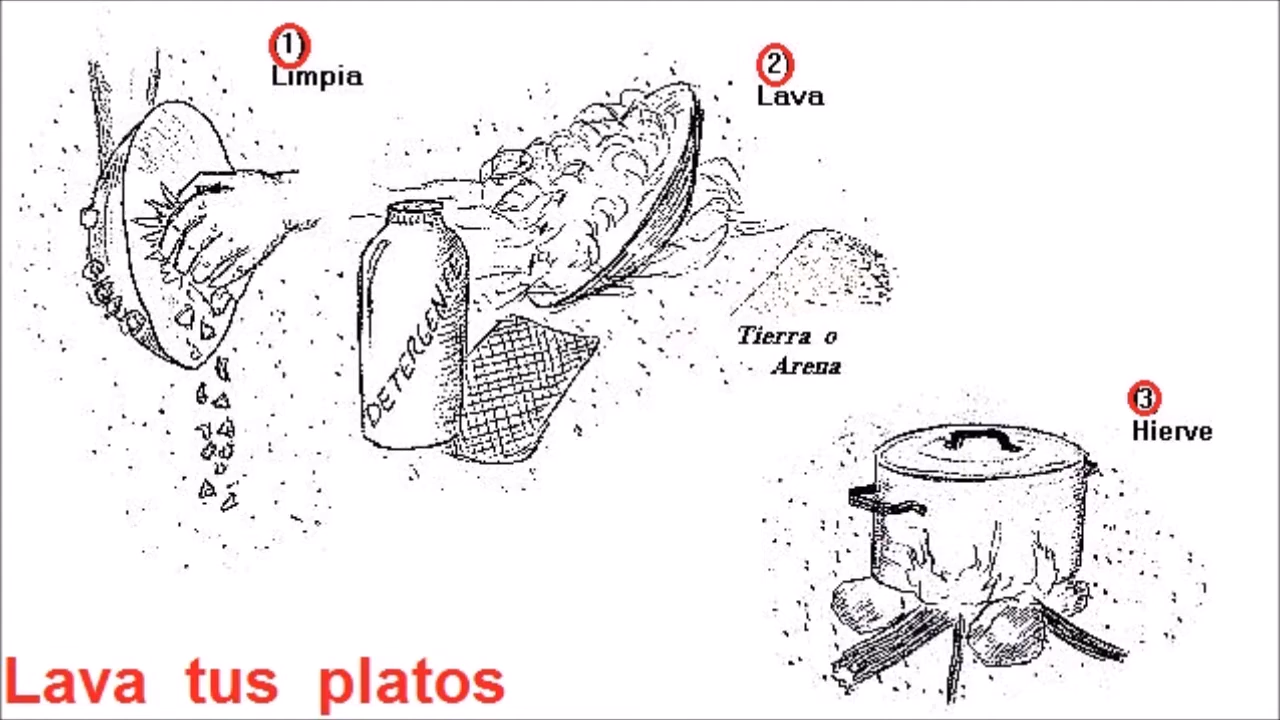 1
Limpia
2
Lava
DETERGENTE
Tierra o
Arena
3
Hierve
Lava tus platos